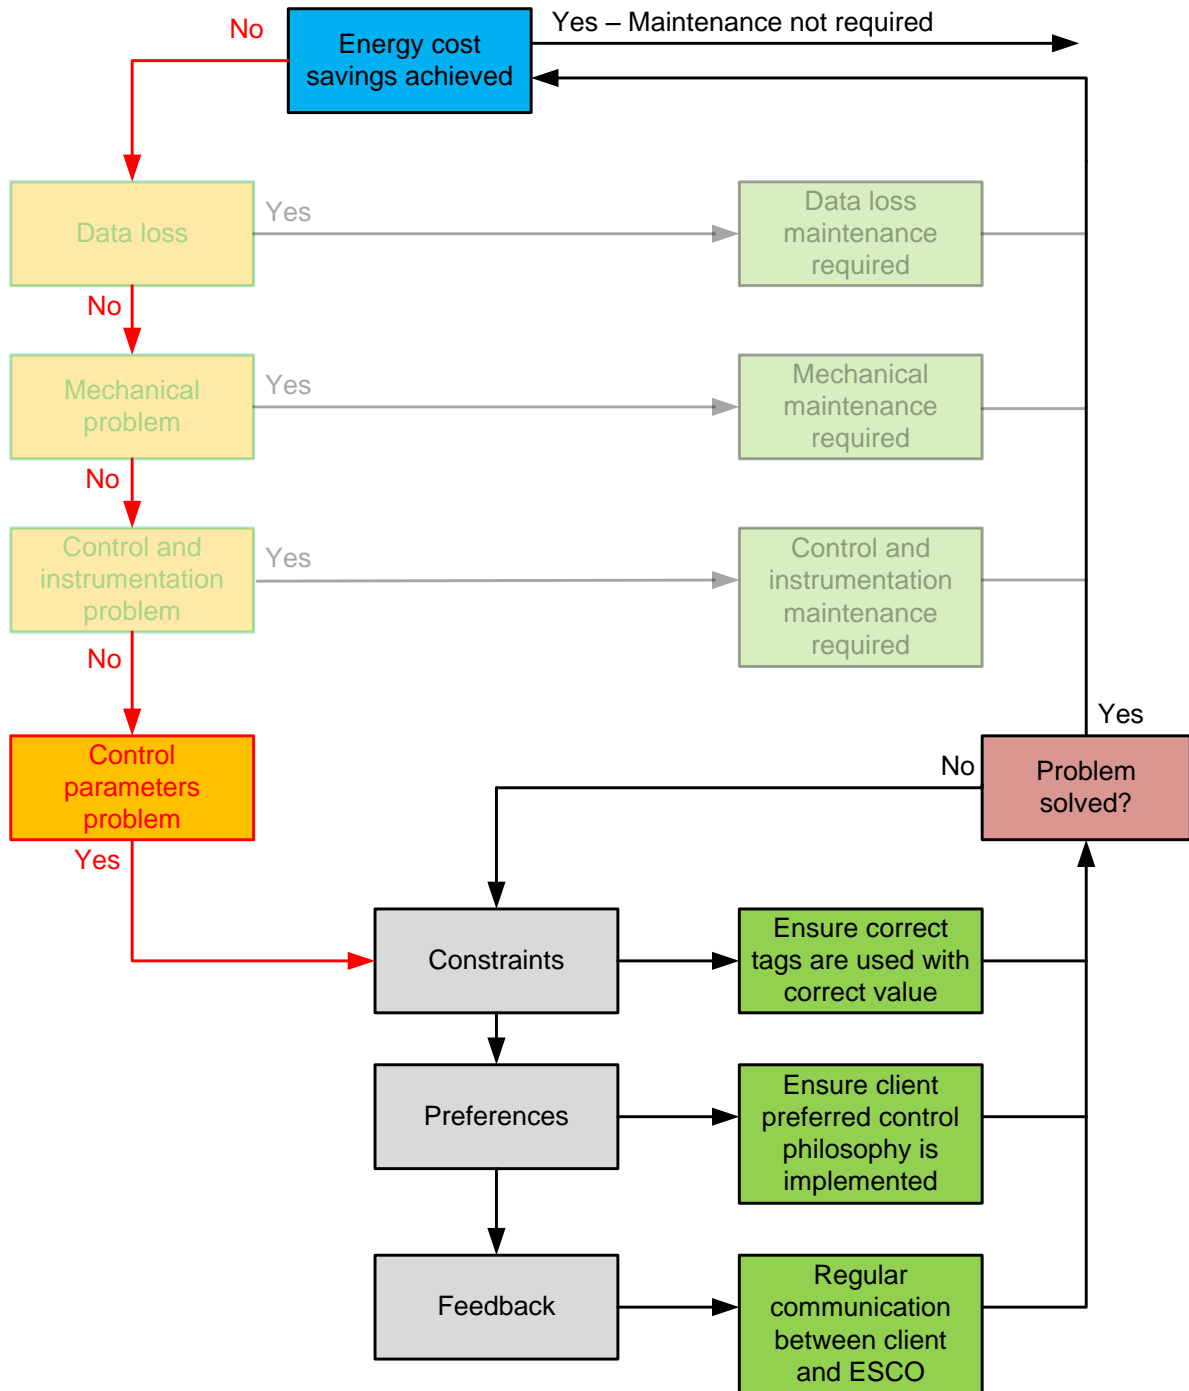 No
Energy cost
savings achieved
Yes – Maintenance not required
Data loss
Yes
Data loss
maintenance
required
No
Mechanical
problem
Yes
Mechanical
maintenance
required
No
Control and
instrumentation
problem
Yes
Control and
instrumentation
maintenance
required
No
Control
parameters
problem
Yes
Yes
No
Problem
solved?
Constraints
Ensure correct
tags are used with
correct value
Preferences
Ensure client
preferred control
philosophy is
implemented
Feedback
Regular
communication
between client
and ESCO